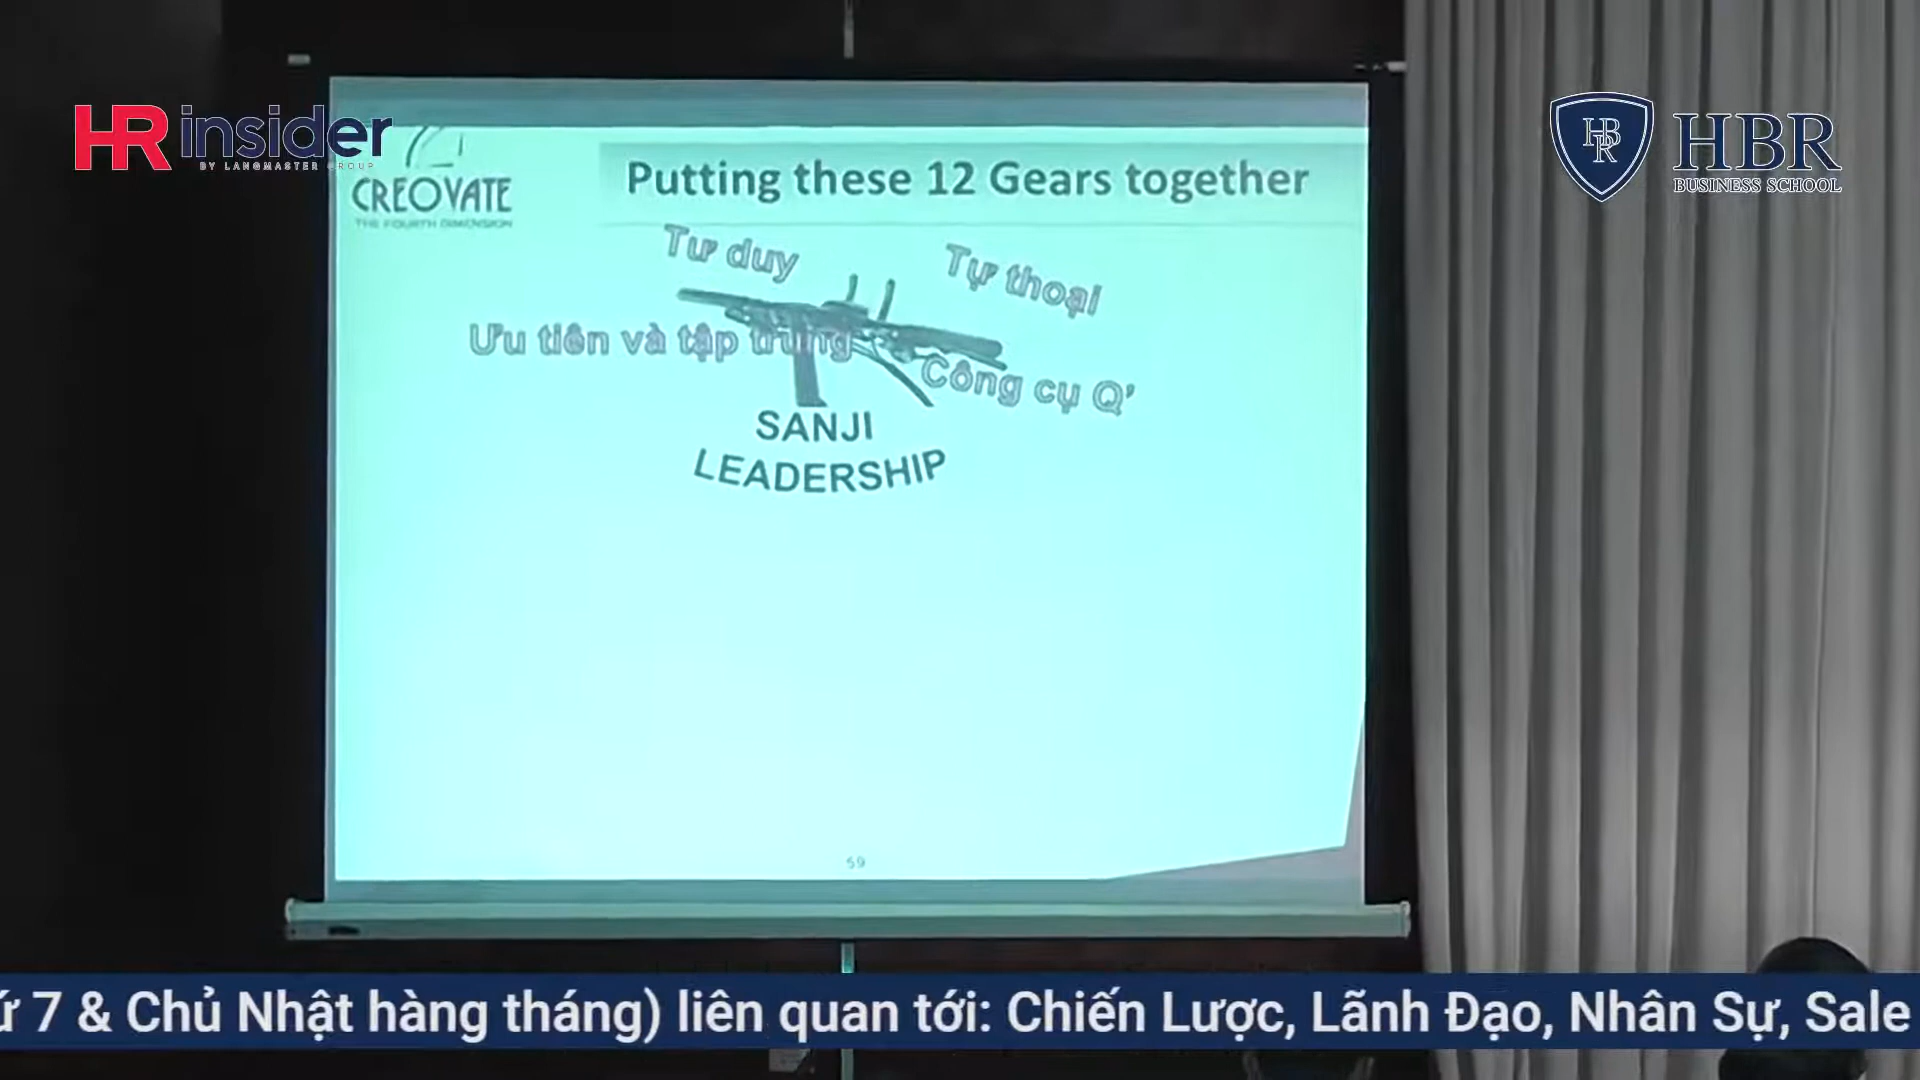 HR insider
BY LANGMASTER GROUP
HBR
HBR
BUSINESS SCHOOL
CREOVATE
THE FOURTH DIMENSION
Putting these 12 Gears together
Tư duy
Tự thoại
Ưu tiên và tập trung
Công cụ Q'
SANJI
LEADERSHIP
59
ứ 7 & Chủ Nhật hàng tháng) liên quan tới: Chiến Lược, Lãnh Đạo, Nhân Sự, Sale